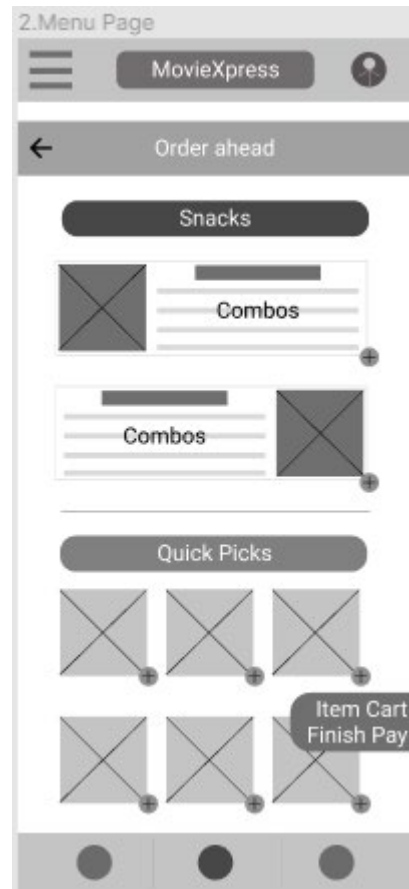 2.Menu Page
MovieXpress
Order ahead
Snacks
Combos
Combos
Quick Picks
Item Cart
Finish Pay